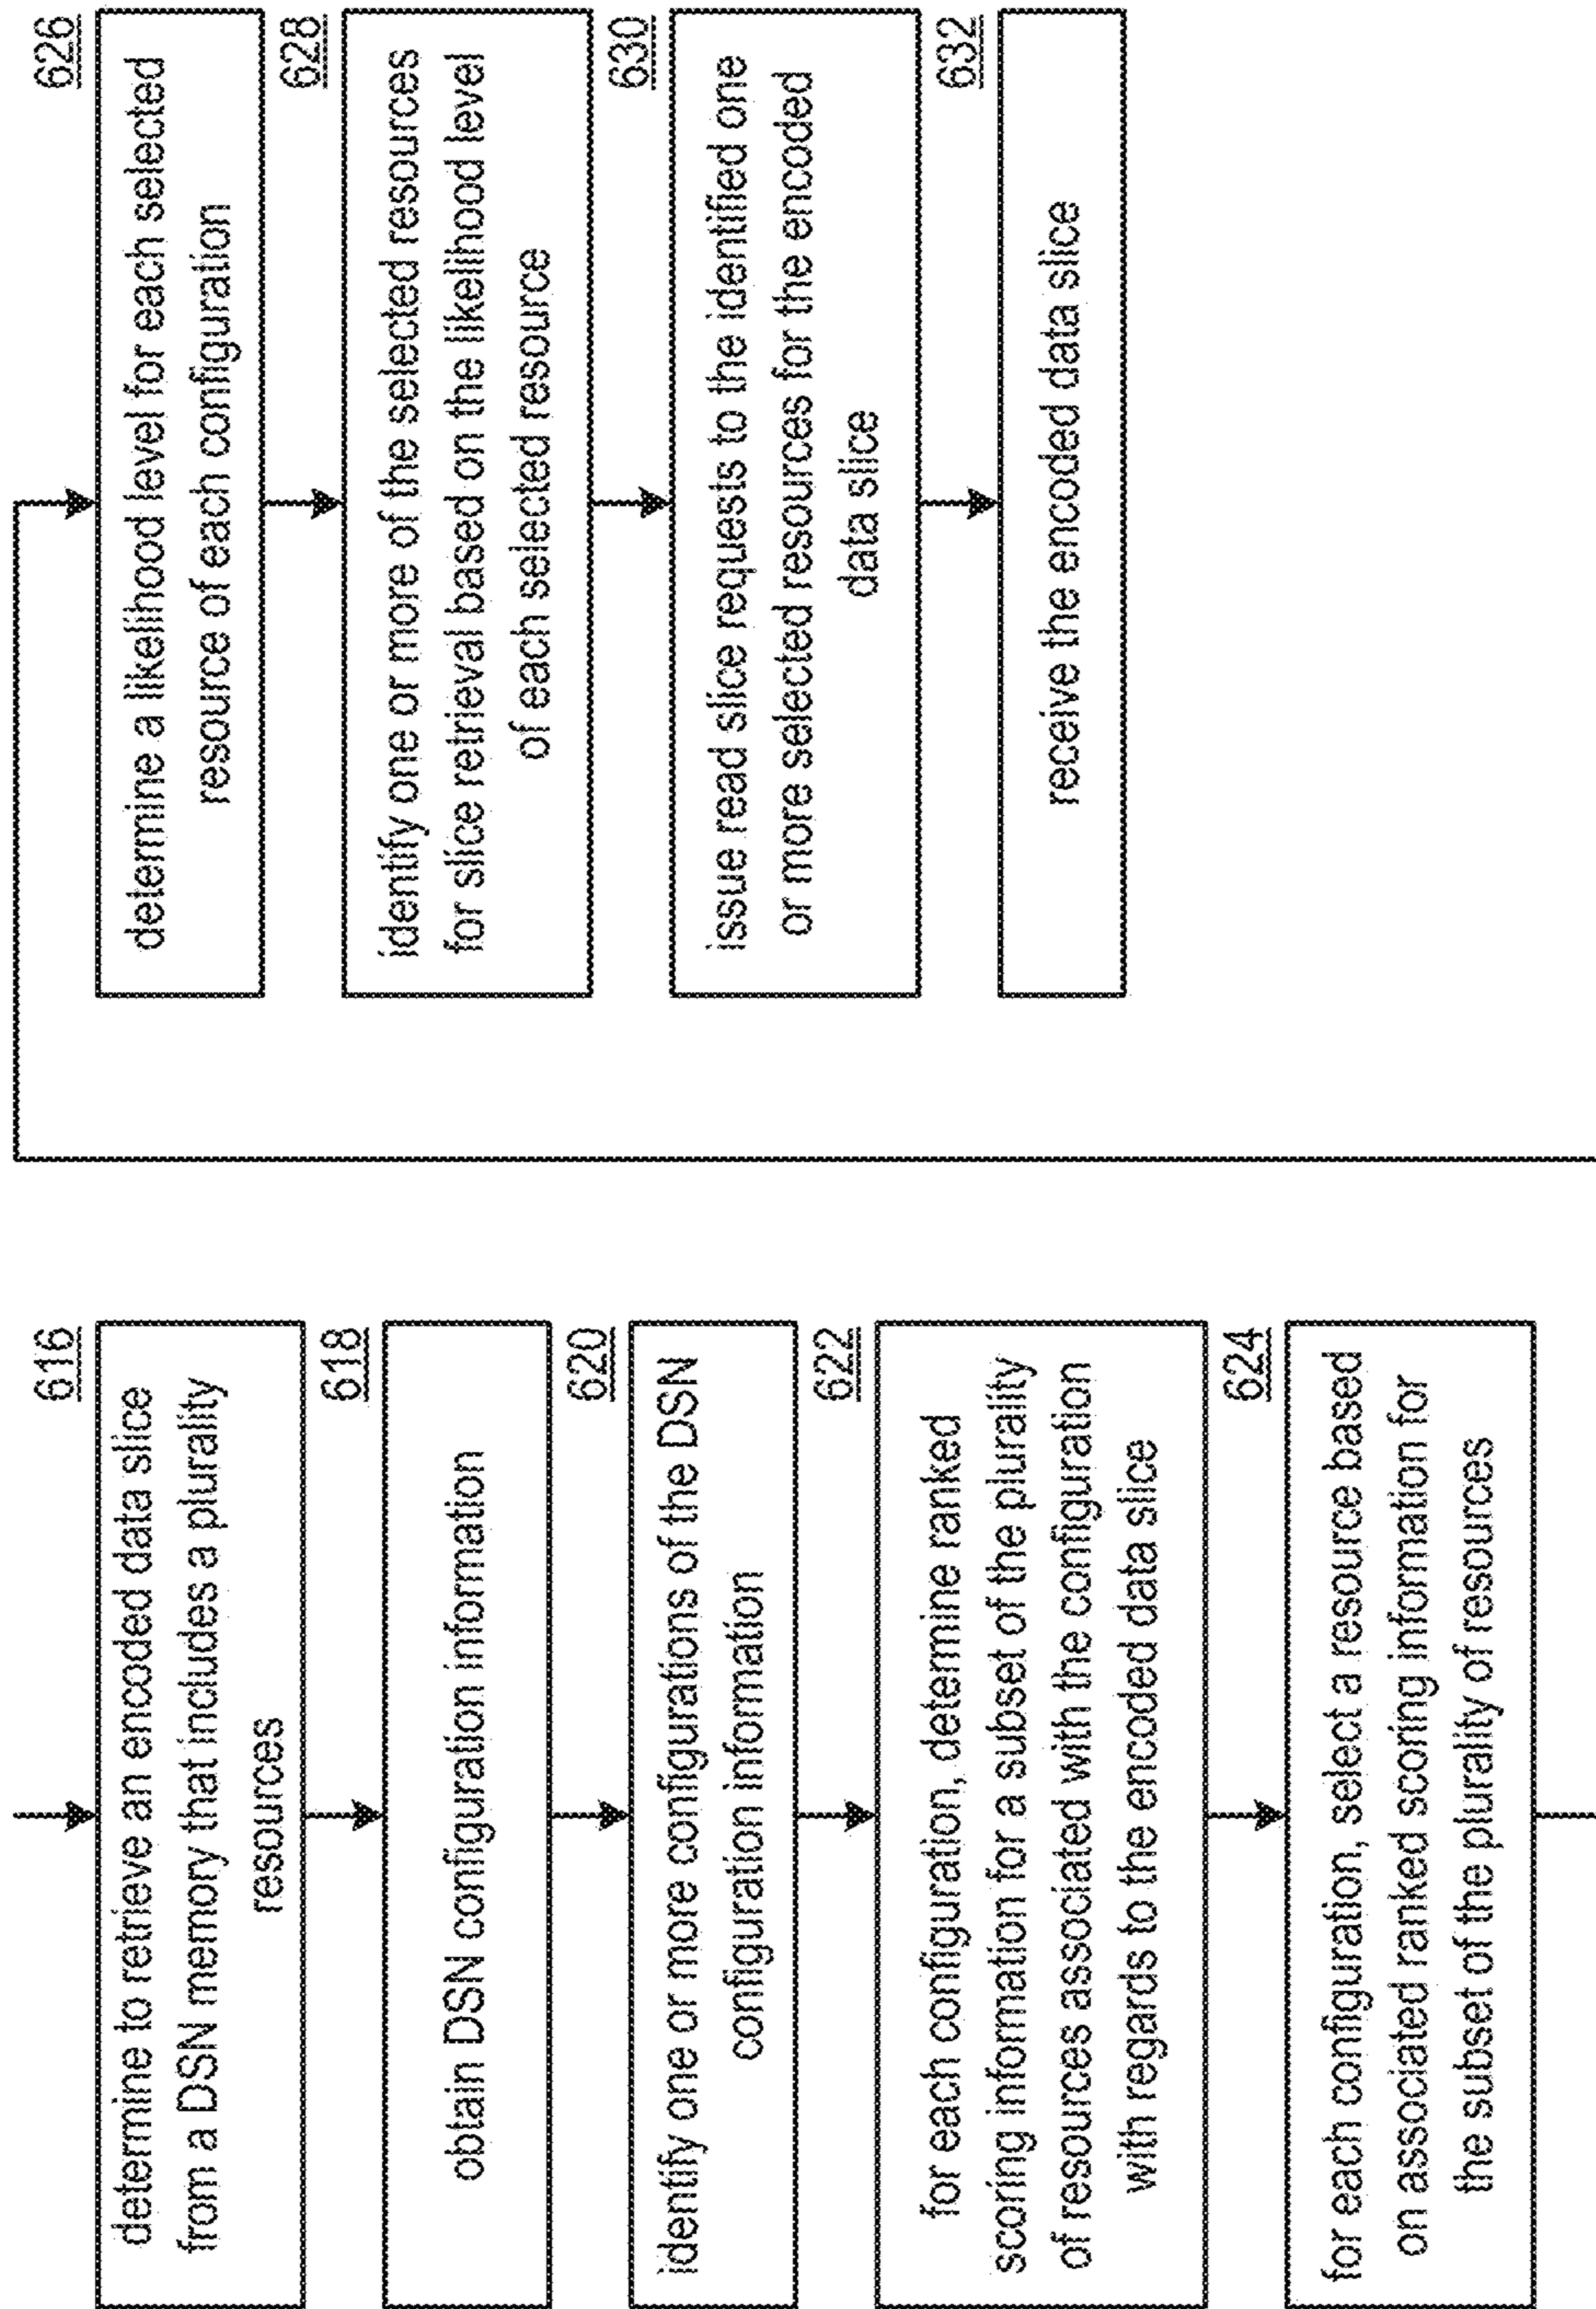 616
determine to retrieve an encoded data slice
from a DSN memory that includes a plurality
resources
618
obtain DSN configuration information
620
identify one or more configurations of the DSN
configuration information
622
for each configuration, determine ranked
scoring information for a subset of the plurality
of resources associated with the configuration
with regards to the encoded data slice
624
for each configuration, select a resource based
on associated ranked scoring information for
the subset of the plurality of resources
626
determine a likelihood level for each selected
resource of each configuration
628
identify one or more of the selected resources
for slice retrieval based on the likelihood level
of each selected resource
630
issue read slice requests to the identified one
or more selected resources for the encoded
data slice
632
receive the encoded data slice